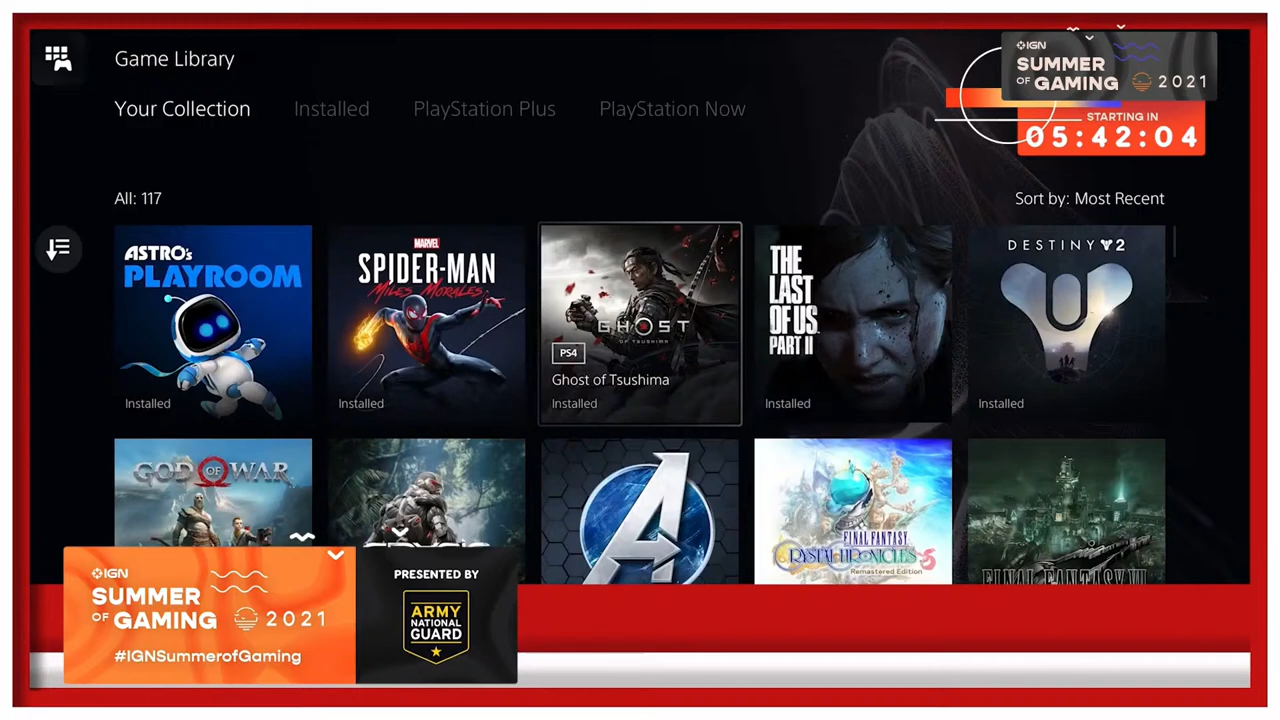 Game Library
Your Collection
Installed
PlayStation Plus
PlayStation Now
IGN
SUMMER
OF GAMING
2021
STARTING IN
05:42:04
All: 117
Sort by: Most Recent
ASTRO's
PLAYROOM
Installed
MARVEL
SPIDER-MAN
MILES MORALES
Installed
GHOST
OF TSUSHIMA
PS4
Ghost of Tsushima
Installed
THE
LAST
OF US
PART II
Installed
DESTINY 2
Installed
GOD OF WAR
FINAL FANTASY
CRYSTAL CHRONICLES
Remastered Edition
FINAL FANTASY VII
IGN
SUMMER
OF GAMING
2021
#IGNSummerofGaming
PRESENTED BY
ARMY
NATIONAL
GUARD